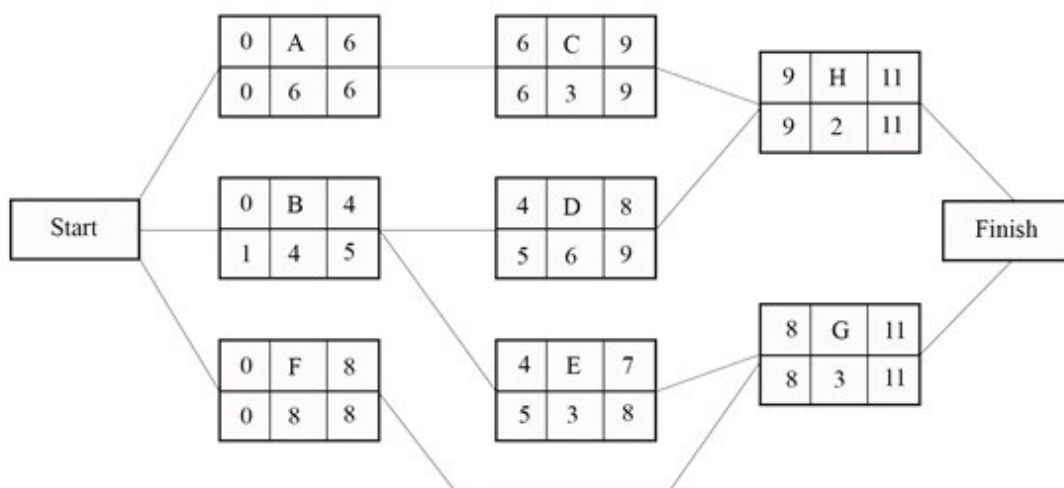 0 A 6
0 6 6
6 C 9
6 3 9
9 H 11
9 2 11
Start
0 B 4
1 4 5
4 D 8
5 6 9
Finish
0 F 8
0 8 8
4 E 7
5 3 8
8 G 11
8 3 11